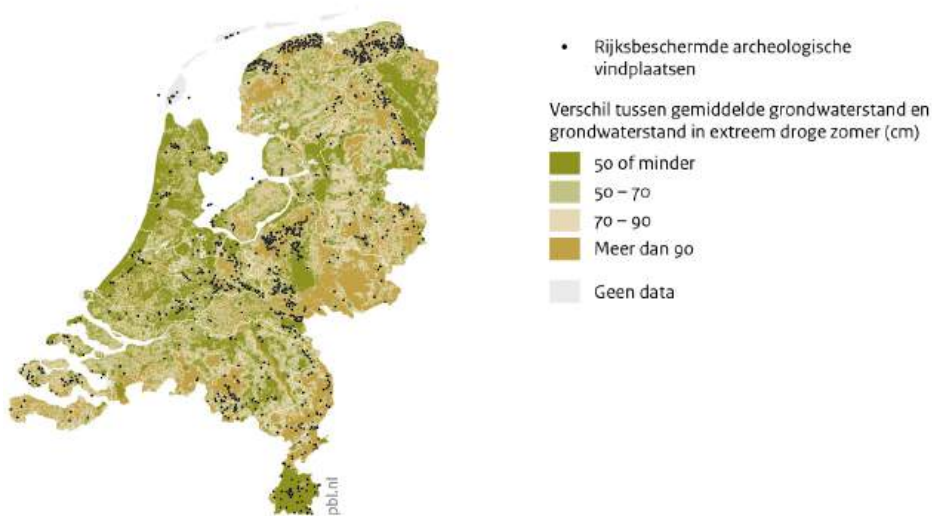 Rijksbeschermde archeologische
vindplaatsen
Verschil tussen gemiddelde grondwaterstand en
grondwaterstand in extreem droge zomer (cm)
50 of minder
50 – 70
70 – 90
Meer dan 90
Geen data
pbl.nl